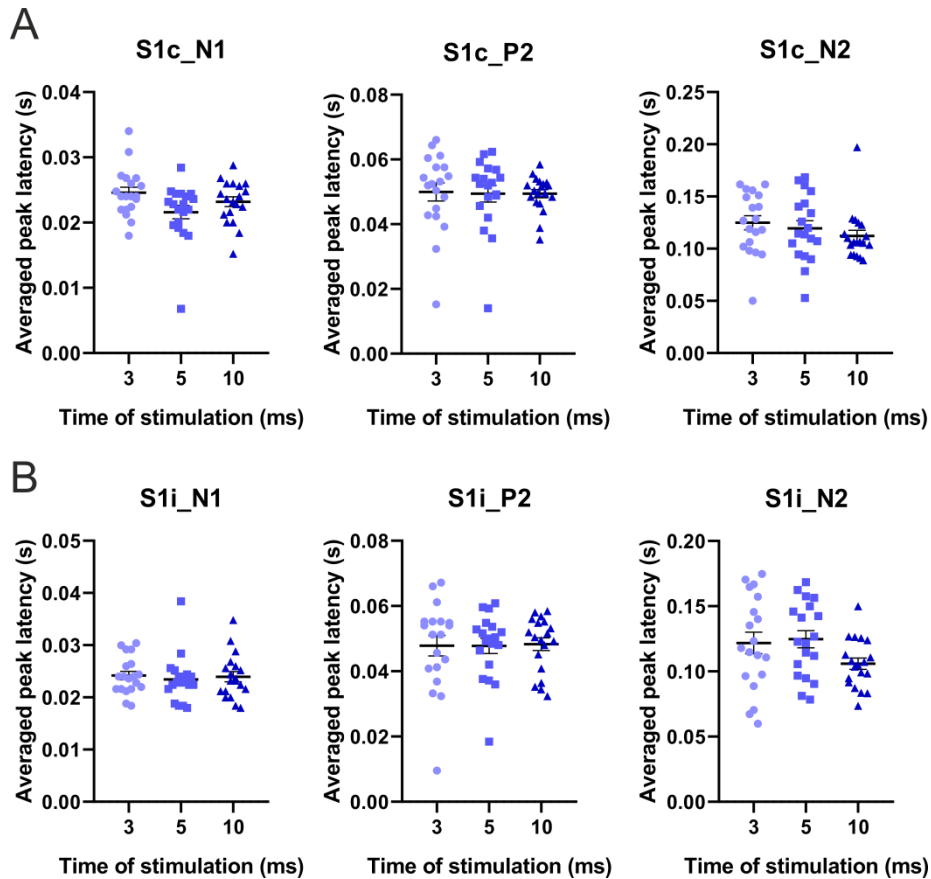 A
S1c_N1
Averaged peak latency (s)
0.04
0.03
0.02
0.01
0.00
3 5 10
Time of stimulation (ms)
S1c_P2
Averaged peak latency (s)
0.08
0.06
0.04
0.02
0.00
3 5 10
Time of stimulation (ms)
S1c_N2
Averaged peak latency (s)
0.25
0.20
0.15
0.10
0.05
0.00
3 5 10
Time of stimulation (ms)
B
S1i_N1
Averaged peak latency (s)
0.05
0.04
0.03
0.02
0.01
0.00
3 5 10
Time of stimulation (ms)
S1i_P2
Averaged peak latency (s)
0.08
0.06
0.04
0.02
0.00
3 5 10
Time of stimulation (ms)
S1i_N2
Averaged peak latency (s)
0.20
0.15
0.10
0.05
0.00
3 5 10
Time of stimulation (ms)